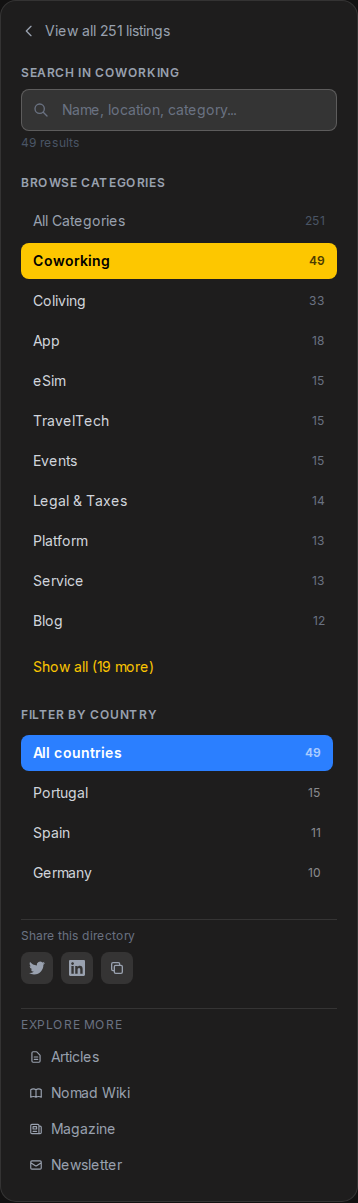 View all 251 listings
SEARCH IN COWORKING
Name, location, category...
49 results
BROWSE CATEGORIES
All Categories 251
Coworking 49
Coliving 33
App 18
eSim 15
TravelTech 15
Events 15
Legal & Taxes 14
Platform 13
Service 13
Blog 12
Show all (19 more)
FILTER BY COUNTRY
All countries 49
Portugal 15
Spain 11
Germany 10
Share this directory
EXPLORE MORE
Articles
Nomad Wiki
Magazine
Newsletter